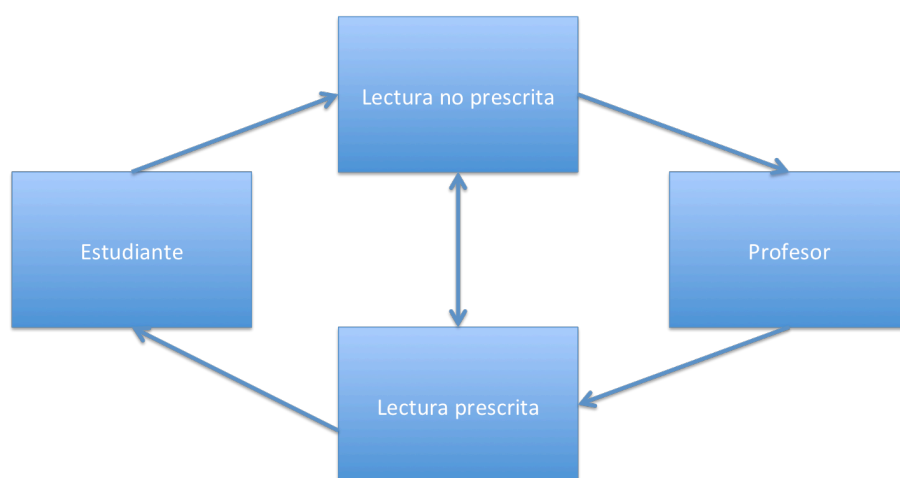 Lectura no prescrita
Estudiante
Profesor
Lectura prescrita